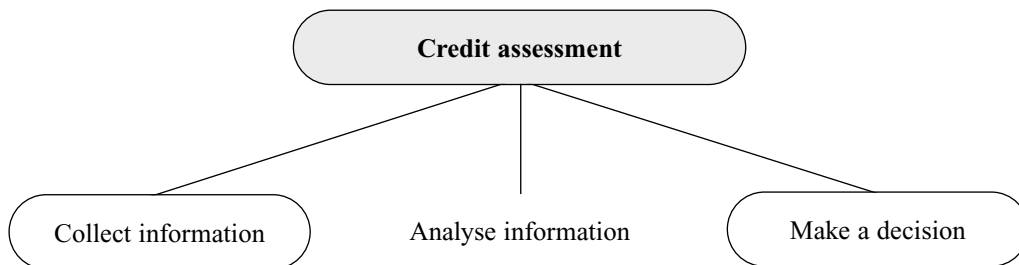 Credit assessment
Collect information
Analyse information
Make a decision